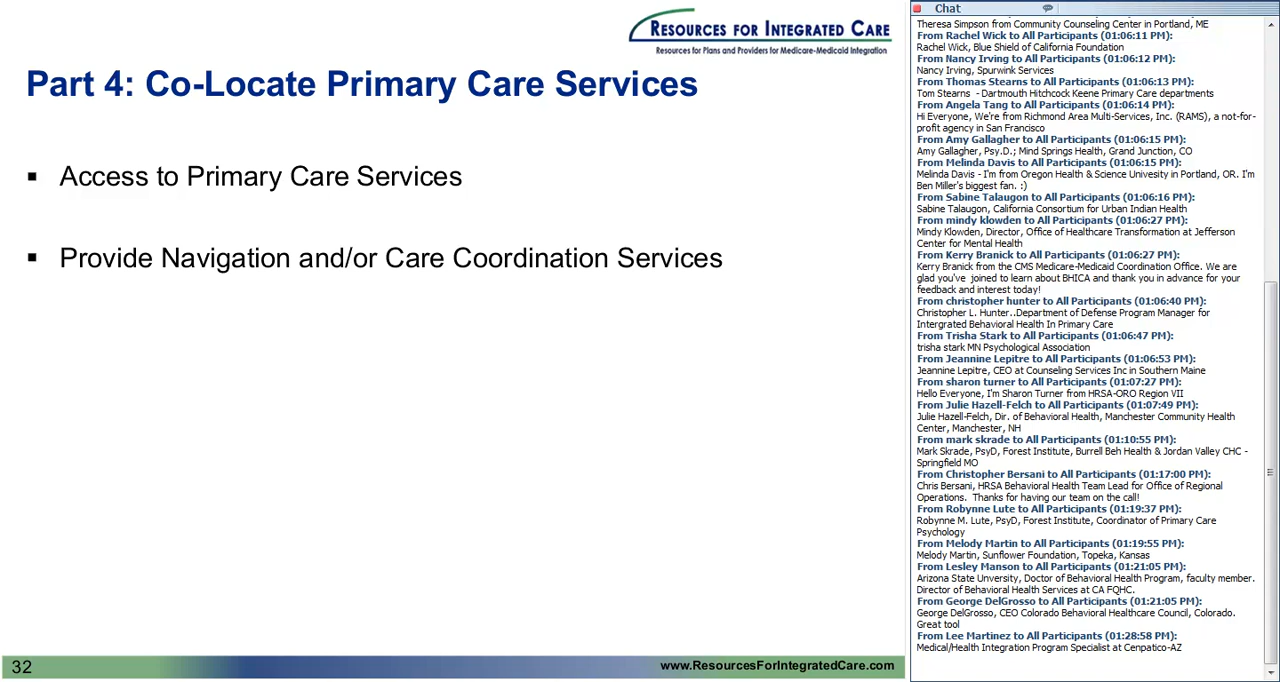 RESOURCES FOR INTEGRATED CARE
Resources for Plans and Providers for Medicare-Medicaid Integration
Part 4: Co-Locate Primary Care Services
▪ Access to Primary Care Services
▪ Provide Navigation and/or Care Coordination Services
32
www.ResourcesForIntegratedCare.com
Chat
Theresa Simpson from Community Counseling Center in Portland, ME
From Rachel Wick to All Participants (01:06:11 PM):
Rachel Wick, Blue Shield of California Foundation
From Nancy Irving to All Participants (01:06:12 PM):
Nancy Irving, Spurwink Services
From Thomas Stearns to All Participants (01:06:13 PM):
Tom Stearns - Dartmouth Hitchcock Keene Primary Care departments
From Angela Tang to All Participants (01:06:14 PM):
Hi Everyone, We're from Richmond Area Multi-Services, Inc. (RAMS), a not-for-
profit agency in San Francisco
From Amy Gallagher to All Participants (01:06:15 PM):
Amy Gallagher, Psy.D.; Mind Springs Health, Grand Junction, CO
From Melinda Davis to All Participants (01:06:15 PM):
Melinda Davis - I'm from Oregon Health & Science Univesity in Portland, OR. I'm
Ben Miller's biggest fan. :)
From Sabine Talaugon to All Participants (01:06:16 PM):
Sabine Talaugon, California Consortium for Urban Indian Health
From mindy klowden to All Participants (01:06:27 PM):
Mindy Klowden, Director, Office of Healthcare Transformation at Jefferson
Center for Mental Health
From Kerry Branick to All Participants (01:06:27 PM):
Kerry Branick from the CMS Medicare-Medicaid Coordination Office. We are
glad you've joined to learn about BHICA and thank you in advance for your
feedback and interest today!
From christopher hunter to All Participants (01:06:40 PM):
Christopher L. Hunter..Department of Defense Program Manager for
Intergrated Behavioral Health In Primary Care
From Trisha Stark to All Participants (01:06:47 PM):
trisha stark MN Psychological Association
From Jeannine Lepitre to All Participants (01:06:53 PM):
Jeannine Lepitre, CEO at Counseling Services Inc in Southern Maine
From sharon turner to All Participants (01:07:27 PM):
Hello Everyone, I'm Sharon Turner from HRSA-ORO Region VII
From Julie Hazell-Felch to All Participants (01:07:49 PM):
Julie Hazell-Felch, Dir. of Behavioral Health, Manchester Community Health
Center, Manchester, NH
From mark skrade to All Participants (01:10:55 PM):
Mark Skrade, PsyD, Forest Institute, Burrell Beh Health & Jordan Valley CHC -
Springfield MO
From Christopher Bersani to All Participants (01:17:00 PM):
Chris Bersani, HRSA Behavioral Health Team Lead for Office of Regional
Operations. Thanks for having our team on the call!
From Robynne Lute to All Participants (01:19:37 PM):
Robynne M. Lute, PsyD, Forest Institute, Coordinator of Primary Care
Psychology
From Melody Martin to All Participants (01:19:55 PM):
Melody Martin, Sunflower Foundation, Topeka, Kansas
From Lesley Manson to All Participants (01:21:05 PM):
Arizona State Unversity, Doctor of Behavioral Health Program, faculty member.
Director of Behavioral Health Services at CA FQHC.
From George DelGrosso to All Participants (01:21:05 PM):
George DelGrosso, CEO Colorado Behavioral Healthcare Council, Colorado.
Great tool
From Lee Martinez to All Participants (01:28:58 PM):
Medical/Health Integration Program Specialist at Cenpatico-AZ